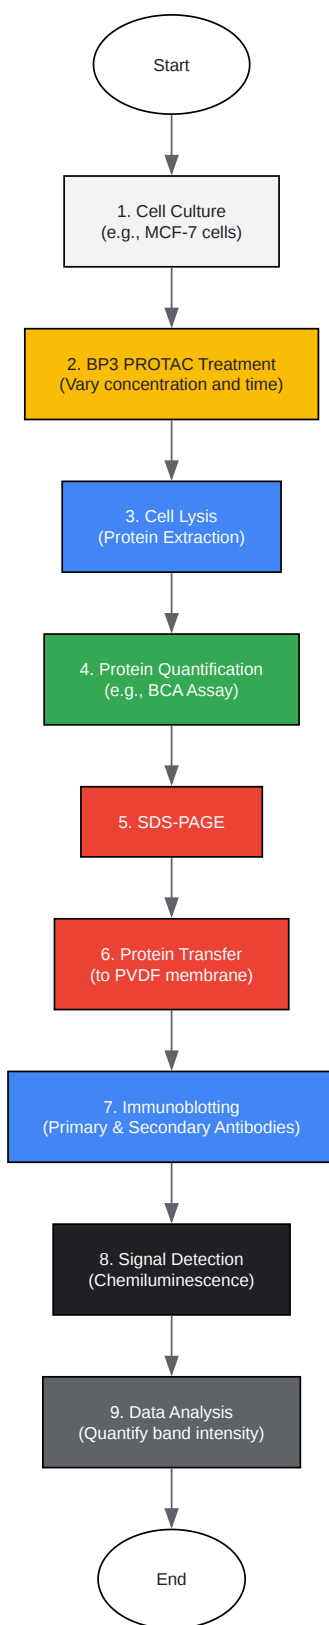 Start
1. Cell Culture
(e.g., MCF-7 cells)
2. BP3 PROTAC Treatment
(Vary concentration and time)
3. Cell Lysis
(Protein Extraction)
4. Protein Quantification
(e.g., BCA Assay)
5. SDS-PAGE
6. Protein Transfer
(to PVDF membrane)
7. Immunoblotting
(Primary & Secondary Antibodies)
8. Signal Detection
(Chemiluminescence)
9. Data Analysis
(Quantify band intensity)
End